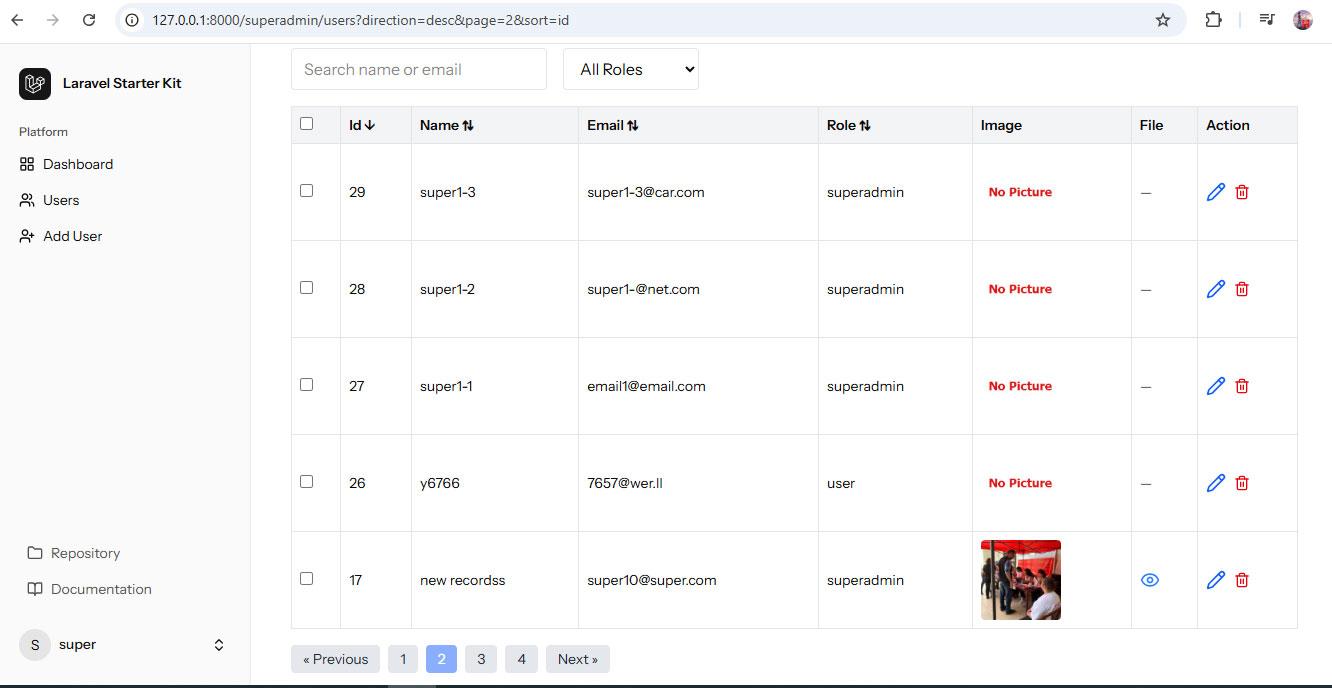 127.0.0.1:8000/superadmin/users?direction=desc&page=2&sort=id
Laravel Starter Kit
Platform
Dashboard
Users
Add User
Repository
Documentation
S super
Search name or email All Roles
Id Name Email Role Image File Action
29 super1-3 super1-3@car.com superadmin No Picture —
28 super1-2 super1-@net.com superadmin No Picture —
27 super1-1 email1@email.com superadmin No Picture —
26 y6766 7657@wer.ll user No Picture —
17 new recordss super10@super.com superadmin
« Previous 1 2 3 4 Next »